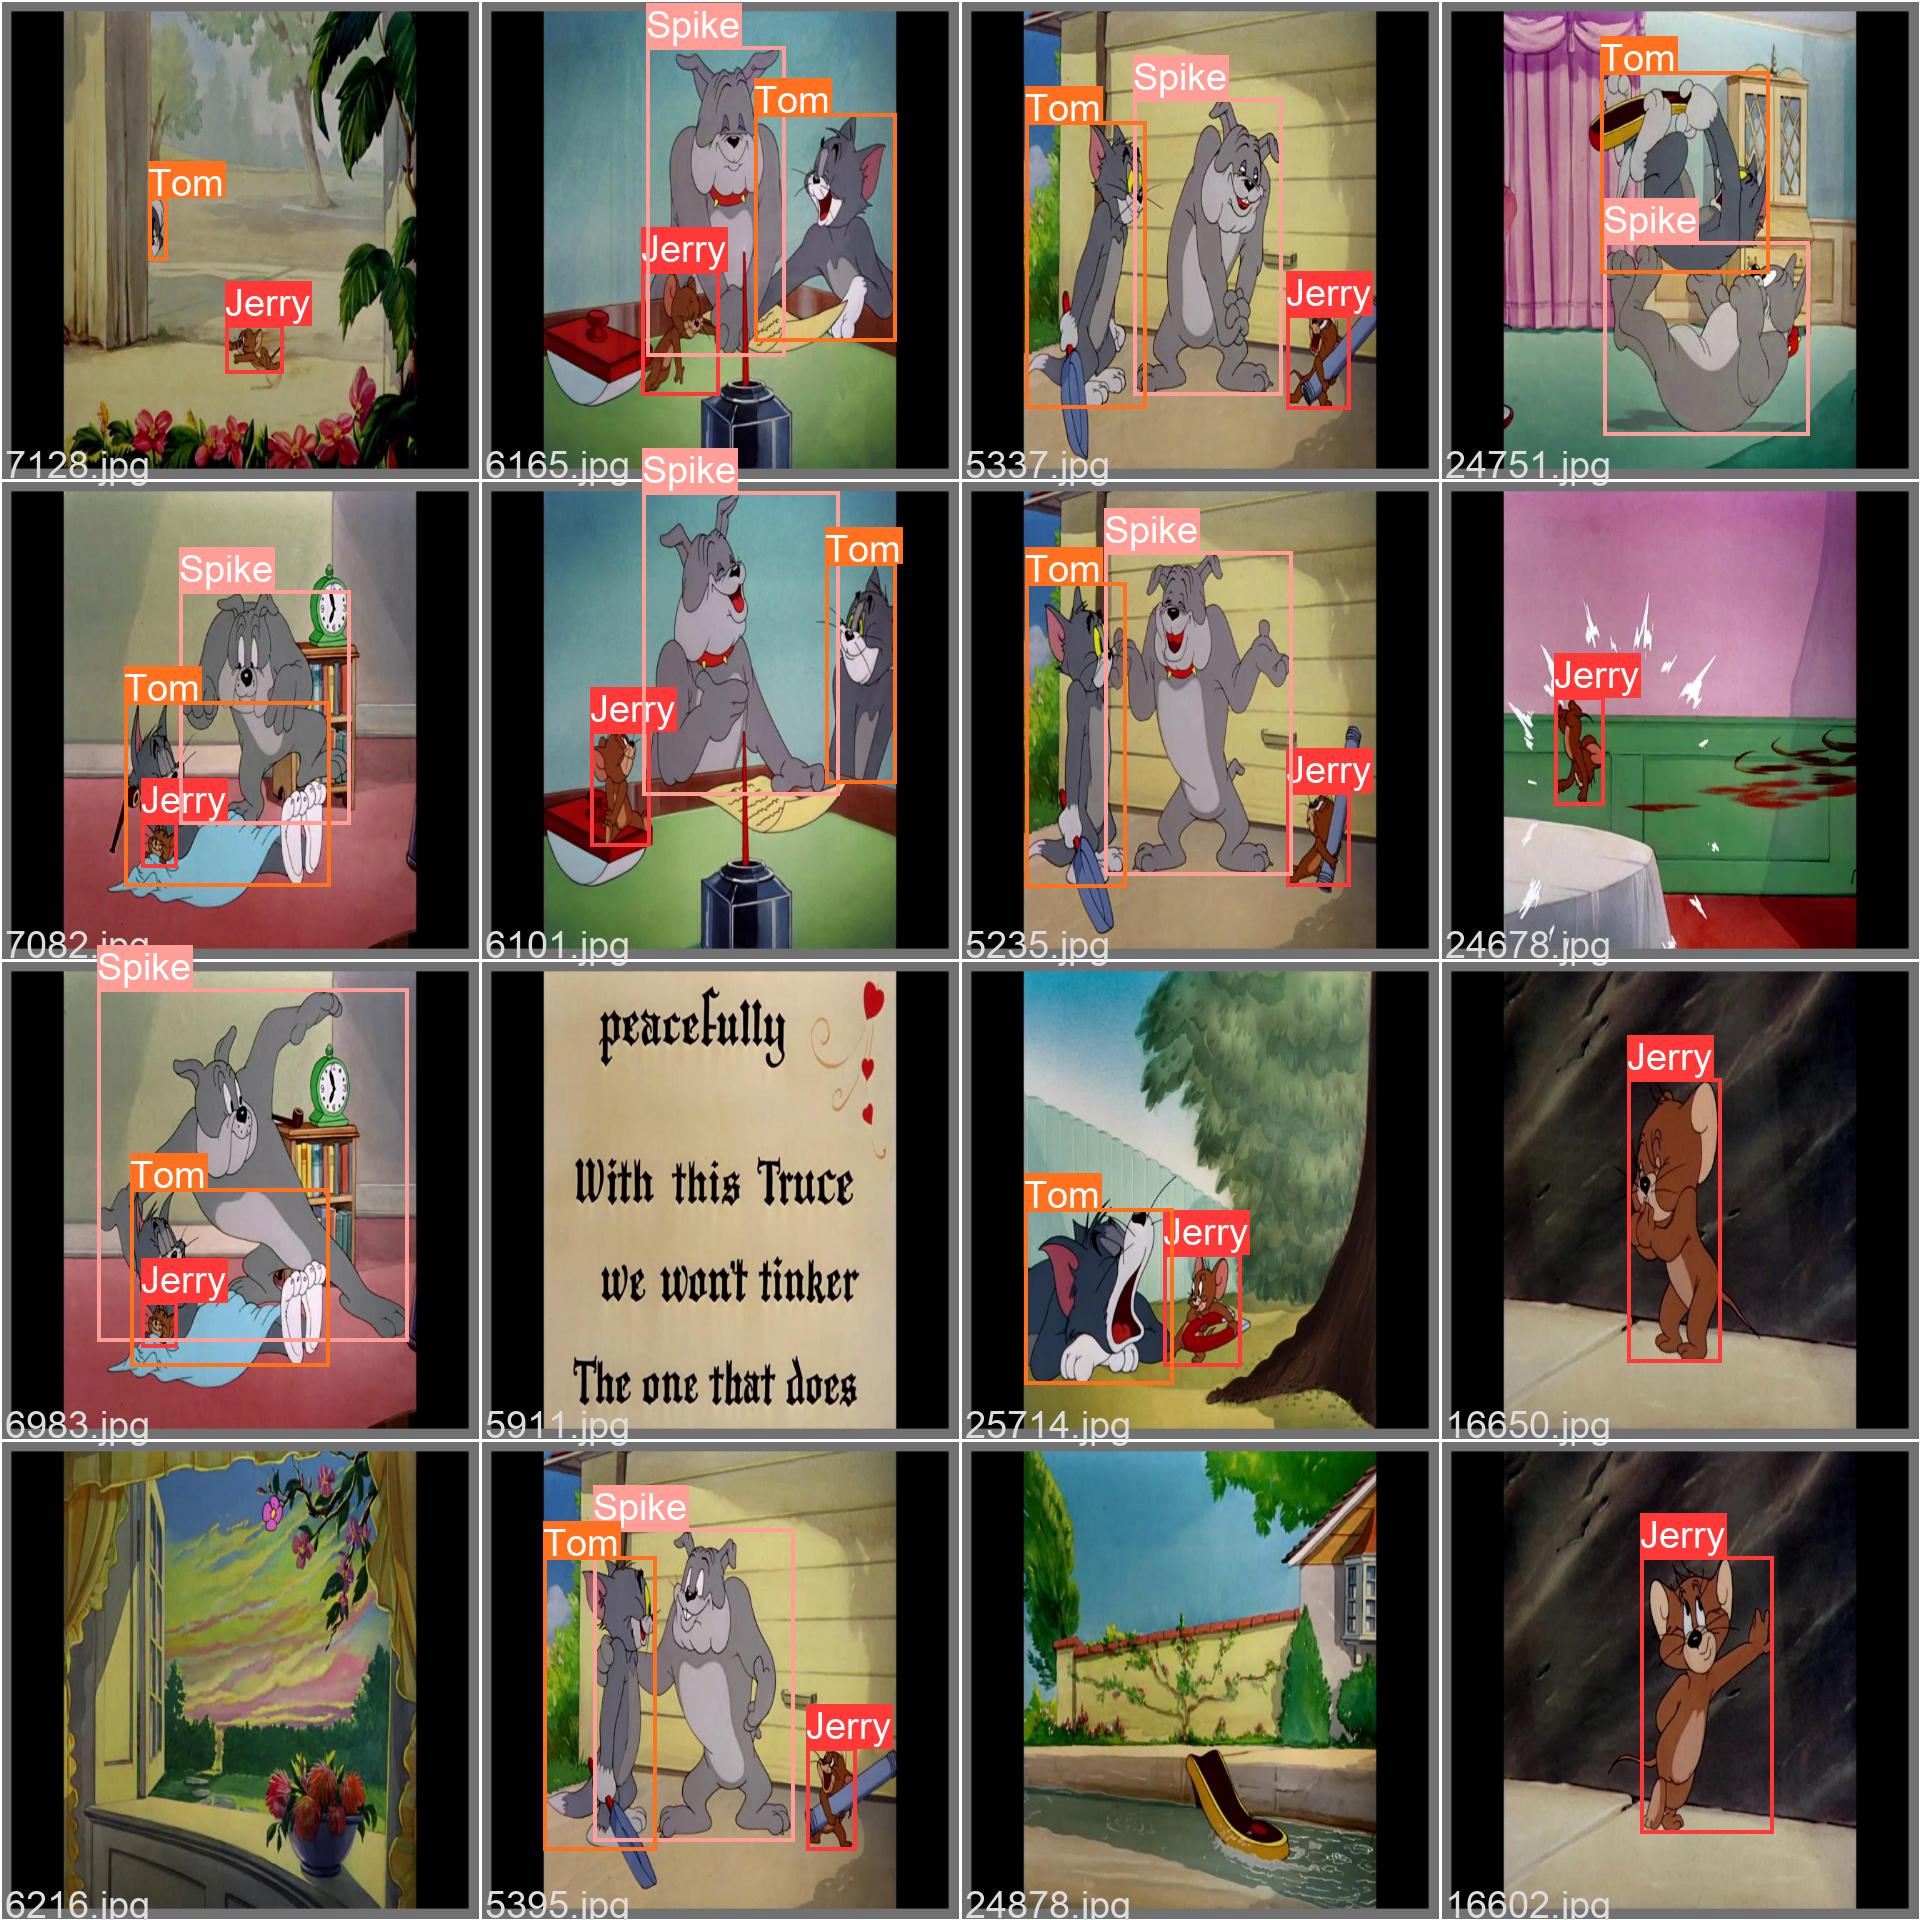 Tom
Jerry
7128.jpg
Spike
Tom
Jerry
6165.jpg
Spike
Tom
Jerry
5337.jpg
Tom
Spike
24751.jpg
Spike
Tom
Jerry
7082.jpg
Spike
Tom
Jerry
6101.jpg
Spike
Tom
Jerry
5235.jpg
Jerry
24678.jpg
Spike
Tom
Jerry
6983.jpg
peacefully
With this Truce
we won't tinker
The one that does
5911.jpg
Tom
Jerry
25714.jpg
Jerry
16650.jpg
6216.jpg
Spike
Tom
Jerry
5395.jpg
24878.jpg
Jerry
16602.jpg